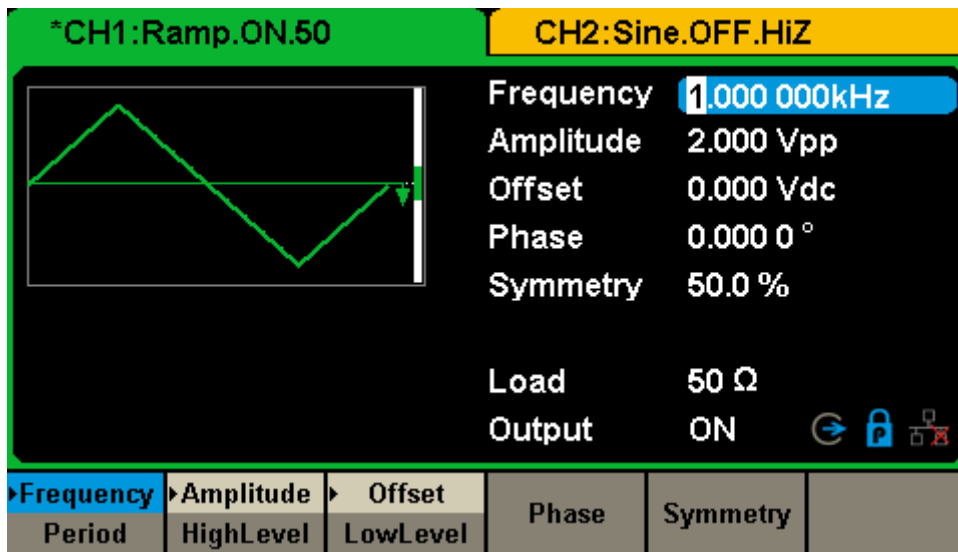 *CH1:Ramp.ON.50
CH2:Sine.OFF.HiZ
Frequency 1.000 000kHz
Amplitude 2.000 Vpp
Offset 0.000 Vdc
Phase 0.000 0 °
Symmetry 50.0 %
Load 50 Ω
Output ON
P
Frequency Amplitude Offset Phase Symmetry
Period HighLevel LowLevel